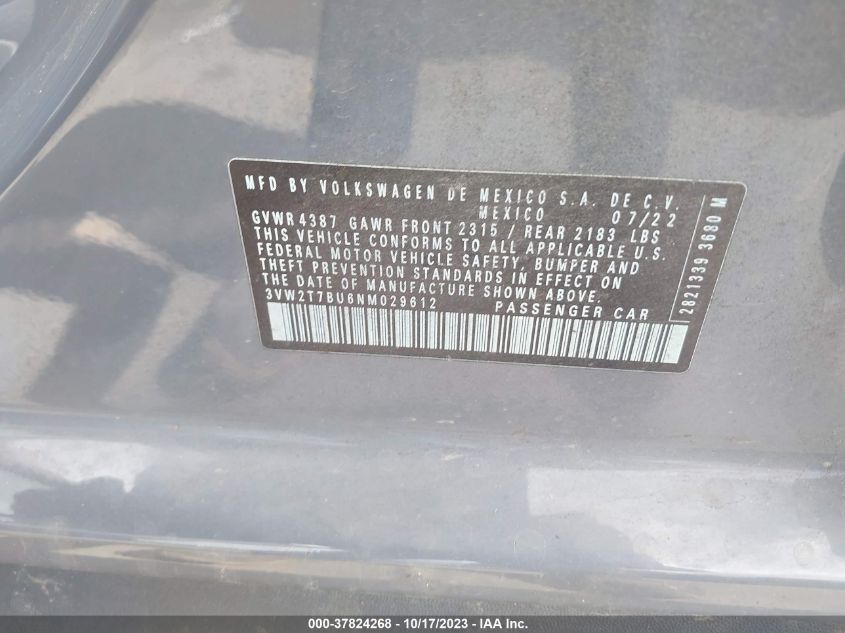 MFD BY VOLKSWAGEN DE MEXICO S.A. DE C.V.
MEXICO 07/22
GVWR 4387 GAWR FRONT 2315 / REAR 2183 LBS
THIS VEHICLE CONFORMS TO ALL APPLICABLE U.S.
FEDERAL MOTOR VEHICLE SAFETY, BUMPER AND
THEFT PREVENTION STANDARDS IN EFFECT ON
THE DATE OF MANUFACTURE SHOWN ABOVE.
3VW2T7BU6NM029612 PASSENGER CAR
2821339 3680 M
000-37824268 - 10/17/2023 - IAA Inc.